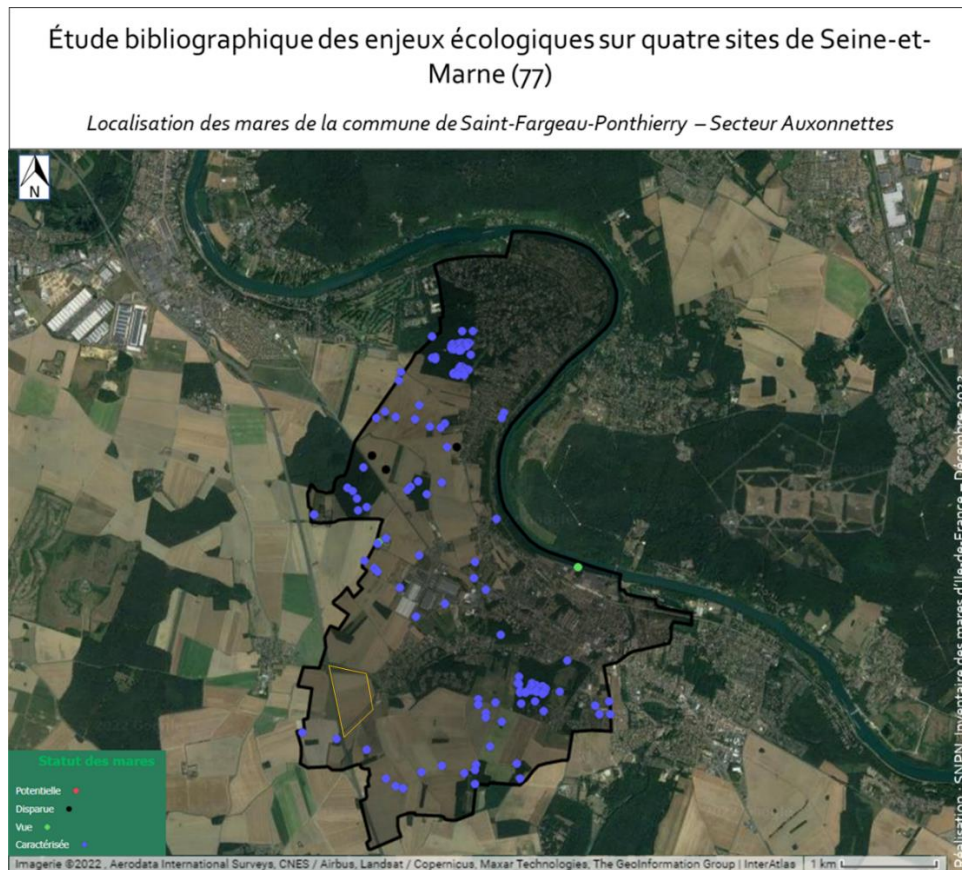 Étude bibliographique des enjeux écologiques sur quatre sites de Seine-et-
Marne (77)
Localisation des mares de la commune de Saint-Fargeau-Ponthierry – Secteur Auxonnettes
N
Réalisation : SNPN, Inventaire des mares d'Ile-de-France – Décembre 2022
Statut des mares
Potentielle
Disparue
Vue
Caractérisée
Imagerie ©2022 , Aerodata International Surveys, CNES / Airbus, Landsat / Copernicus, Maxar Technologies, The GeoInformation Group | InterAtlas
1 km